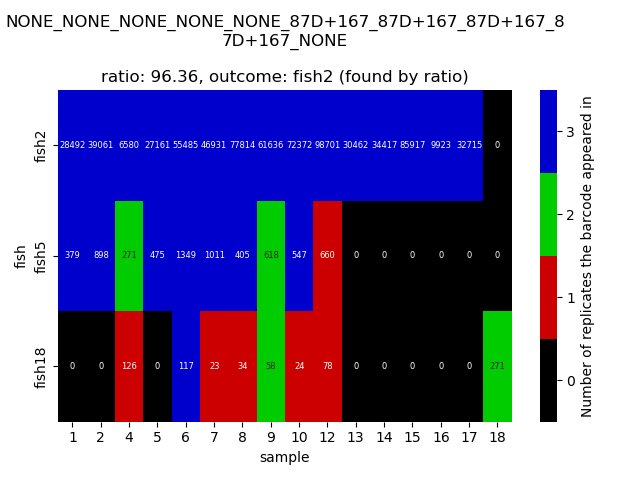 NONE_NONE_NONE_NONE_NONE_87D+167_87D+167_87D+167_8
7D+167_NONE
ratio: 96.36, outcome: fish2 (found by ratio)
fish2 28492 39061 6580 27161 55485 46931 77814 61636 72372 98701 30462 34417 85917 9923 32715 0
fish5 379 898 271 475 1349 1011 405 618 547 660 0 0 0 0 0 0
fish18 0 0 126 0 117 23 34 58 24 78 0 0 0 0 0 271
fish
1 2 4 5 6 7 8 9 10 12 13 14 15 16 17 18
sample
3
2
1
0
Number of replicates the barcode appeared in